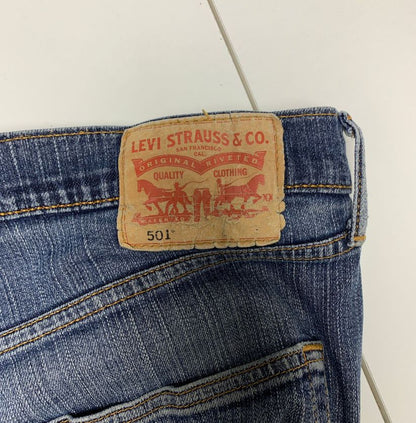 LEVI STRAUSS & CO.
SAN FRANCISCO
CAL.
ORIGINAL RIVETED
QUALITY CLOTHING
501